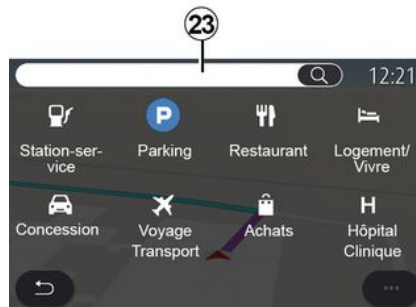 23
12:21
P
Station-ser-
vice
Parking
Restaurant
Logement/
Vivre
H
Concession
Voyage
Transport
Achats
Hôpital
Clinique